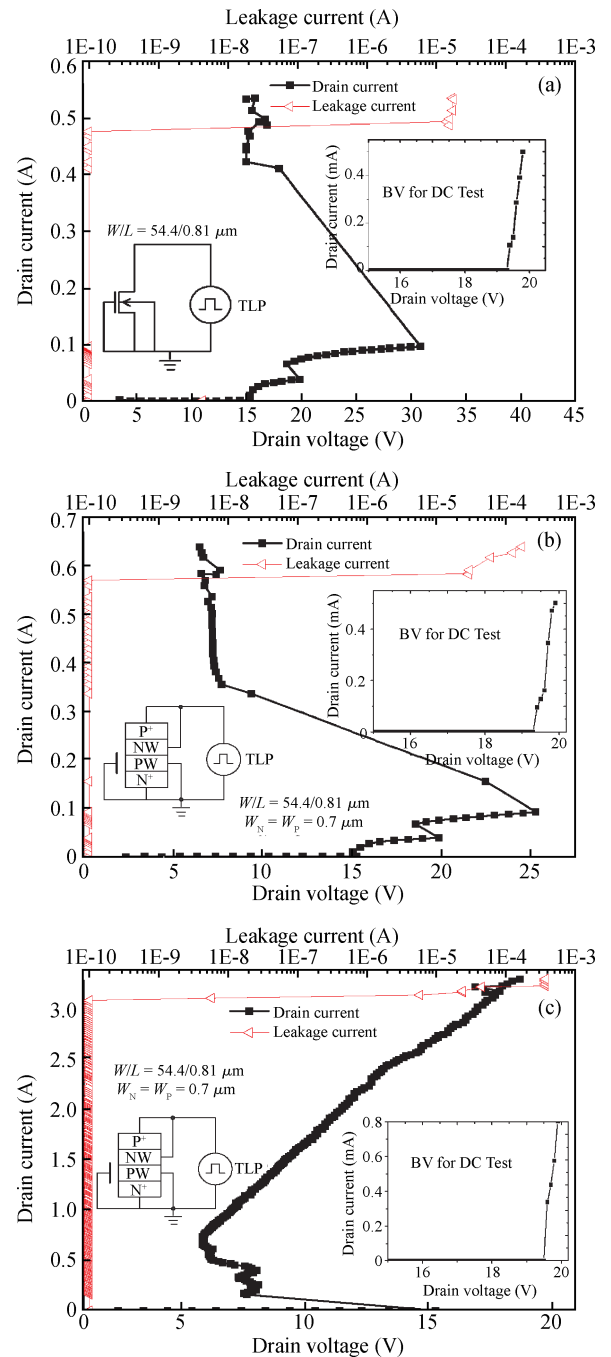 Leakage current (A)
1E-10 1E-9 1E-8 1E-7 1E-6 1E-5 1E-4 1E-3
0.6
0.5
0.4
0.3
0.2
0.1
0
Drain current (A)
Drain current
Leakage current
(a)
W/L = 54.4/0.81 μm
TLP
BV for DC Test
Drain current (mA)
0.4
0.2
0
16 18 20
Drain voltage (V)
0 5 10 15 20 25 30 35 40 45
Drain voltage (V)
Leakage current (A)
1E-10 1E-9 1E-8 1E-7 1E-6 1E-5 1E-4 1E-3
0.7
0.6
0.5
0.4
0.3
0.2
0.1
0
Drain current (A)
Drain current
Leakage current
(b)
BV for DC Test
Drain current (mA)
0.4
0.2
0
16 17 18 19 20
Drain voltage (V)
P+
NW
PW
N+
TLP
W/L = 54.4/0.81 μm
WN = WP = 0.7 μm
0 5 10 15 20 25
Drain voltage (V)
Leakage current (A)
1E-10 1E-9 1E-8 1E-7 1E-6 1E-5 1E-4 1E-3
3.0
2.5
2.0
1.5
1.0
0.5
0
Drain current (A)
Drain current
Leakage current
(c)
W/L = 54.4/0.81 μm
WN = WP = 0.7 μm
P+
NW
PW
N+
TLP
BV for DC Test
Drain current (mA)
0.8
0.6
0.4
0.2
0
15 16 17 18 19 20
Drain voltage (V)
0 5 10 15 20
Drain voltage (V)